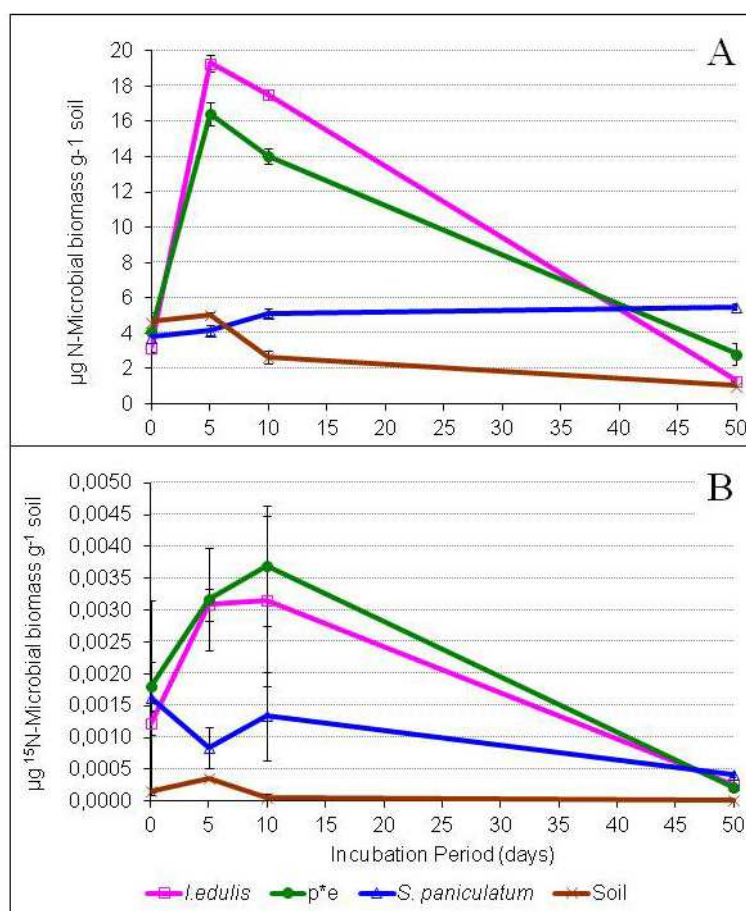 A
µg N-Microbial biomass g-1 soil
20
18
16
14
12
10
8
6
4
2
0
0 5 10 15 20 25 30 35 40 45 50
B
µg ¹⁵N-Microbial biomass g⁻¹ soil
0,0050
0,0045
0,0040
0,0035
0,0030
0,0025
0,0020
0,0015
0,0010
0,0005
0,0000
0 5 10 15 20 25 30 35 40 45 50
Incubation Period (days)
I.edulis p*e S. paniculatum Soil